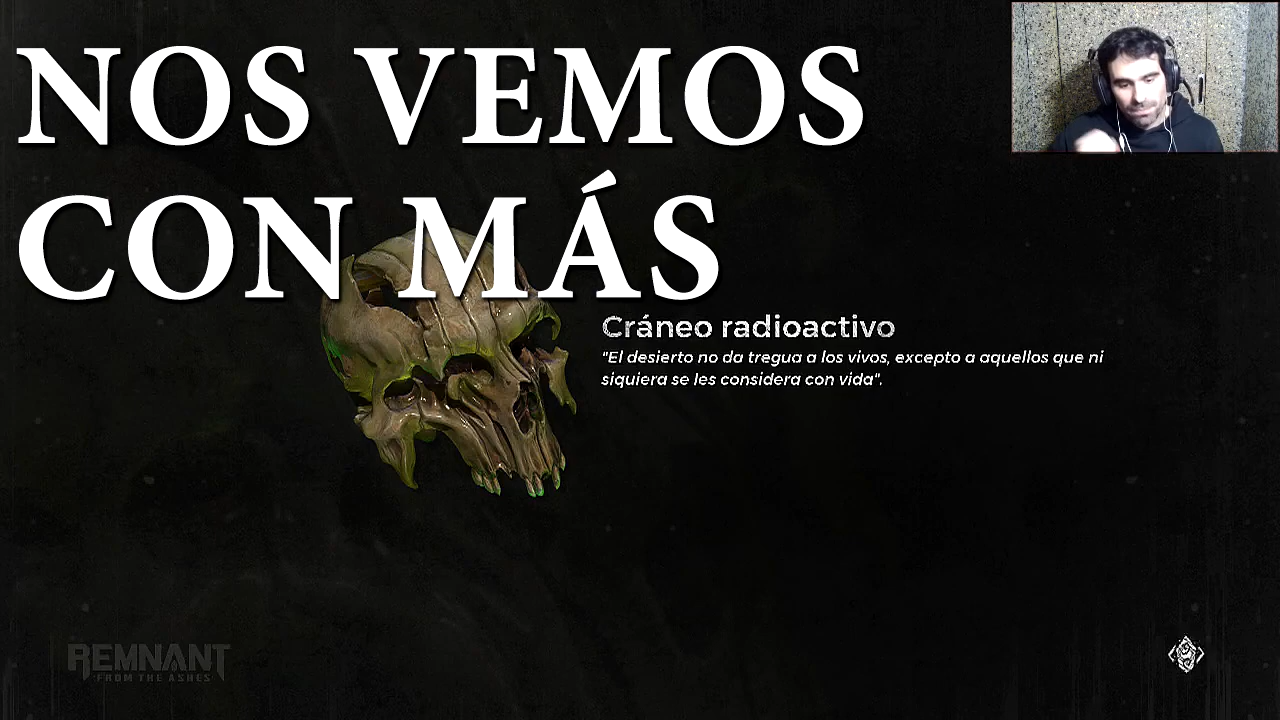 NOS VEMOS
CON MÁS
Cráneo radioactivo
"El desierto no da tregua a los vivos, excepto a aquellos que ni
siquiera se les considera con vida".
REMNANT
FROM THE ASHES